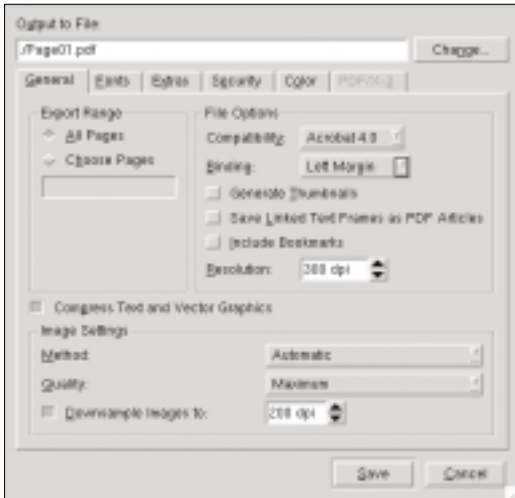 Output to File:
./Page01.pdf
Change...
General Fonts Extras Security Color PDF/X-3
Export Range
All Pages
Choose Pages
File Options
Compatibility: Acrobat 4.0
Binding: Left Margin
Generate Thumbnails
Save Linked Text Frames as PDF Articles
Include Bookmarks
Resolution: 300 dpi
Compress Text and Vector Graphics
Image Settings
Method: Automatic
Quality: Maximum
Downsample Images to: 200 dpi
Save Cancel